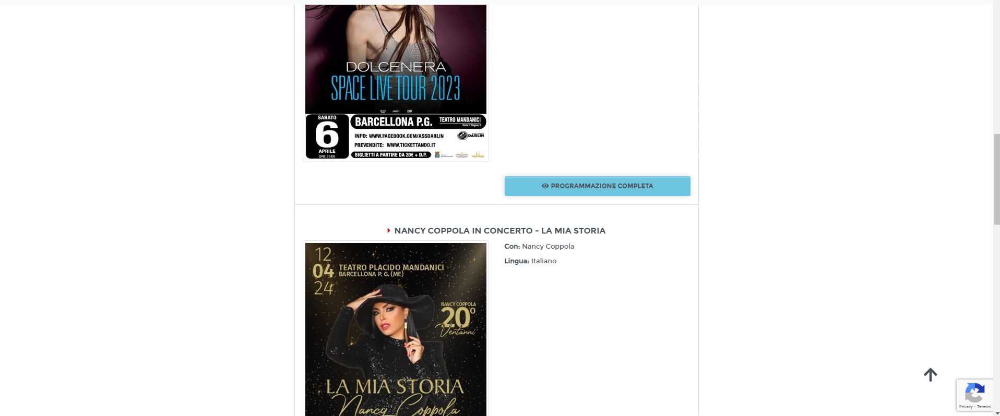 DOLCENERA
SPACE LIVE TOUR 2023
SABATO
6
APRILE
ORE 21:00
BARCELLONA P.G.
TEATRO MANDANICI
INFO: WWW.FACEBOOK.COM/ASSDARLIN
DARLIN
PREVENDITE: WWW.TICKETTANDO.IT
BIGLIETTI A PARTIRE DA 20€ + D.P.
PROGRAMMAZIONE COMPLETA
NANCY COPPOLA IN CONCERTO - LA MIA STORIA
Con: Nancy Coppola
Lingua: Italiano
12
04
24
TEATRO PLACIDO MANDANICI
BARCELLONA P. G. (ME)
NANCY COPPOLA
20°
Ventanni
LA MIA STORIA
Nancy Coppola
Privacy - Termini